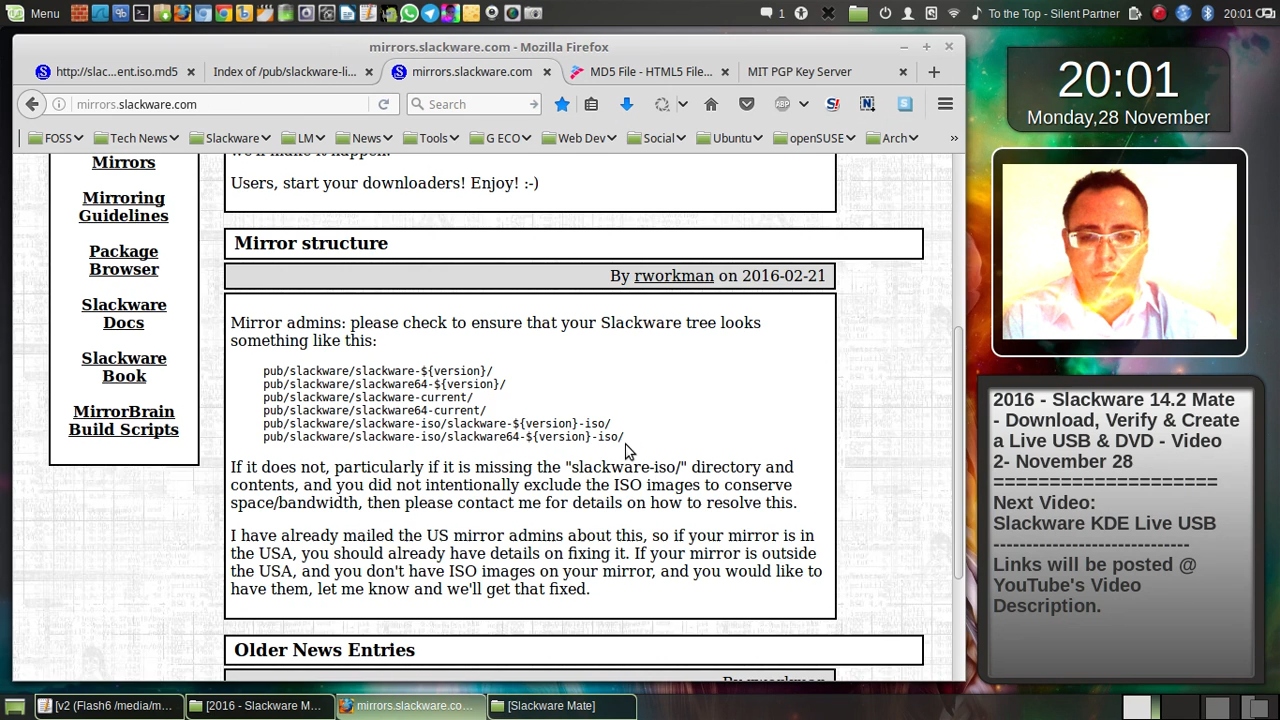 Menu
1
To the Top - Silent Partner
20:01
mirrors.slackware.com - Mozilla Firefox
http://slac...ent.iso.md5
Index of /pub/slackware-li...
mirrors.slackware.com
MD5 File - HTML5 File...
MIT PGP Key Server
mirrors.slackware.com
Search
ABP
FOSS
Tech News
Slackware
LM
News
Tools
G ECO
Web Dev
Social
Ubuntu
openSUSE
Arch
»
Mirrors
Mirroring
Guidelines
Package
Browser
Slackware
Docs
Slackware
Book
MirrorBrain
Build Scripts
we'll make it happen.
Users, start your downloaders! Enjoy! :-)
Mirror structure
By rworkman on 2016-02-21
Mirror admins: please check to ensure that your Slackware tree looks
something like this:
pub/slackware/slackware-${version}/
pub/slackware/slackware64-${version}/
pub/slackware/slackware-current/
pub/slackware/slackware64-current/
pub/slackware/slackware-iso/slackware-${version}-iso/
pub/slackware/slackware-iso/slackware64-${version}-iso/
If it does not, particularly if it is missing the "slackware-iso/" directory and
contents, and you did not intentionally exclude the ISO images to conserve
space/bandwidth, then please contact me for details on how to resolve this.
I have already mailed the US mirror admins about this, so if your mirror is in
the USA, you should already have details on fixing it. If your mirror is outside
the USA, and you don't have ISO images on your mirror, and you would like to
have them, let me know and we'll get that fixed.
Older News Entries
By rworkman
20:01
Monday,28 November
2016 - Slackware 14.2 Mate
- Download, Verify & Create
a Live USB & DVD - Video
2- November 28
=====================
Next Video:
Slackware KDE Live USB
----------------------------
Links will be posted @
YouTube's Video
Description.
[v2 (Flash6 /media/m...
[2016 - Slackware M...
mirrors.slackware.co...
[Slackware Mate]